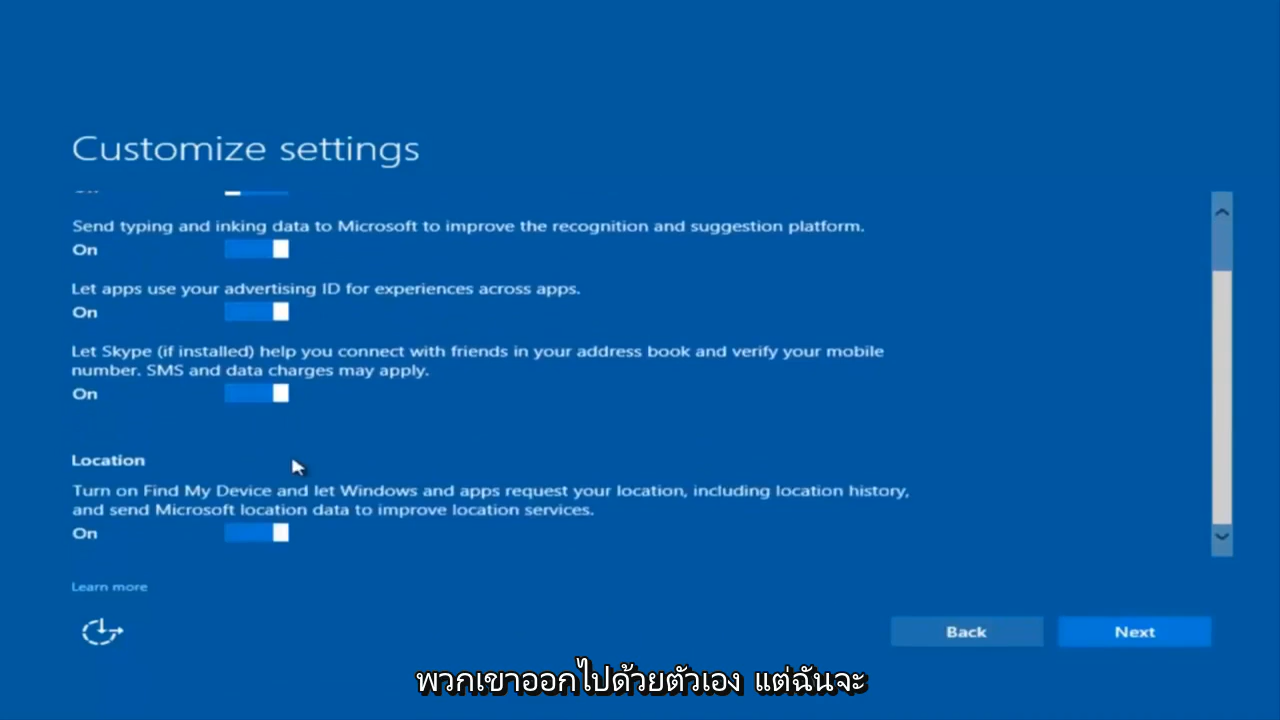 Customize settings
Send typing and inking data to Microsoft to improve the recognition and suggestion platform.
On
Let apps use your advertising ID for experiences across apps.
On
Let Skype (if installed) help you connect with friends in your address book and verify your mobile
number. SMS and data charges may apply.
On
Location
Turn on Find My Device and let Windows and apps request your location, including location history,
and send Microsoft location data to improve location services.
On
Learn more
Back
Next
พวกเขาออกไปด้วยตัวเอง แต่ฉันจะ